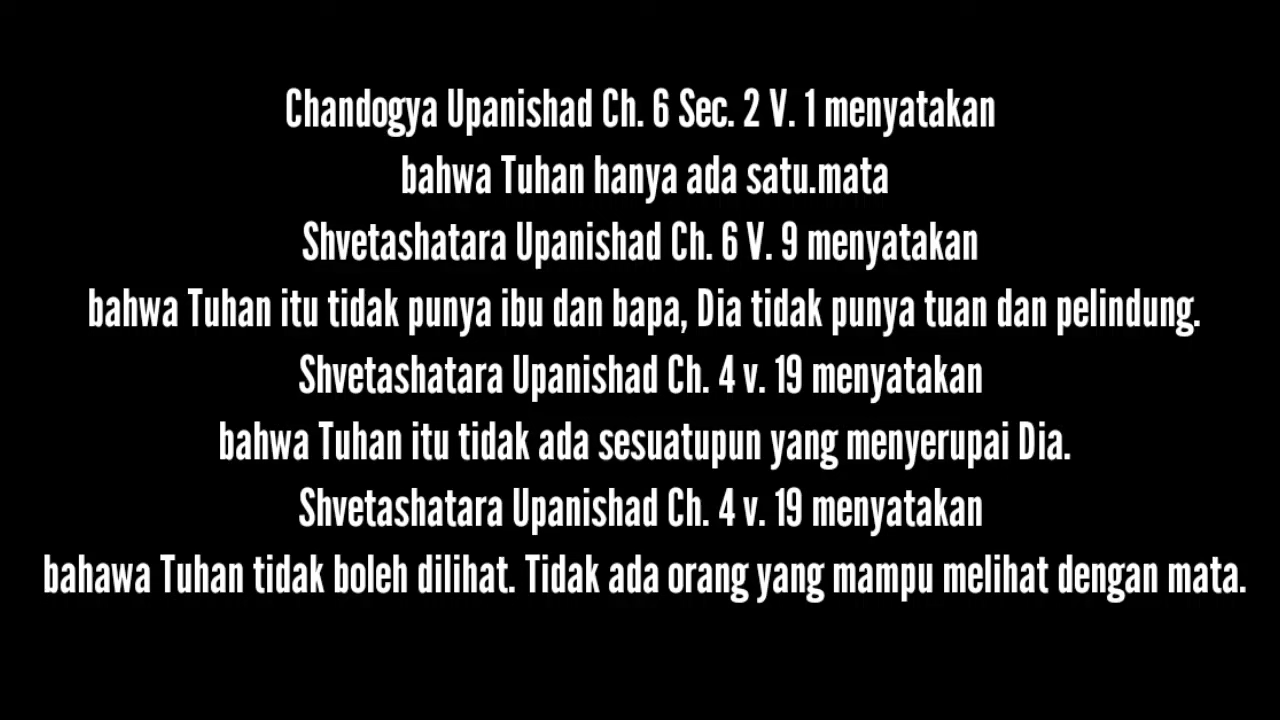 Chandogya Upanishad Ch. 6 Sec. 2 V. 1 menyatakan
bahwa Tuhan hanya ada satu.mata
Shvetashatara Upanishad Ch. 6 V. 9 menyatakan
bahwa Tuhan itu tidak punya ibu dan bapa, Dia tidak punya tuan dan pelindung.
Shvetashatara Upanishad Ch. 4 v. 19 menyatakan
bahwa Tuhan itu tidak ada sesuatupun yang menyerupai Dia.
Shvetashatara Upanishad Ch. 4 v. 19 menyatakan
bahawa Tuhan tidak boleh dilihat. Tidak ada orang yang mampu melihat dengan mata.